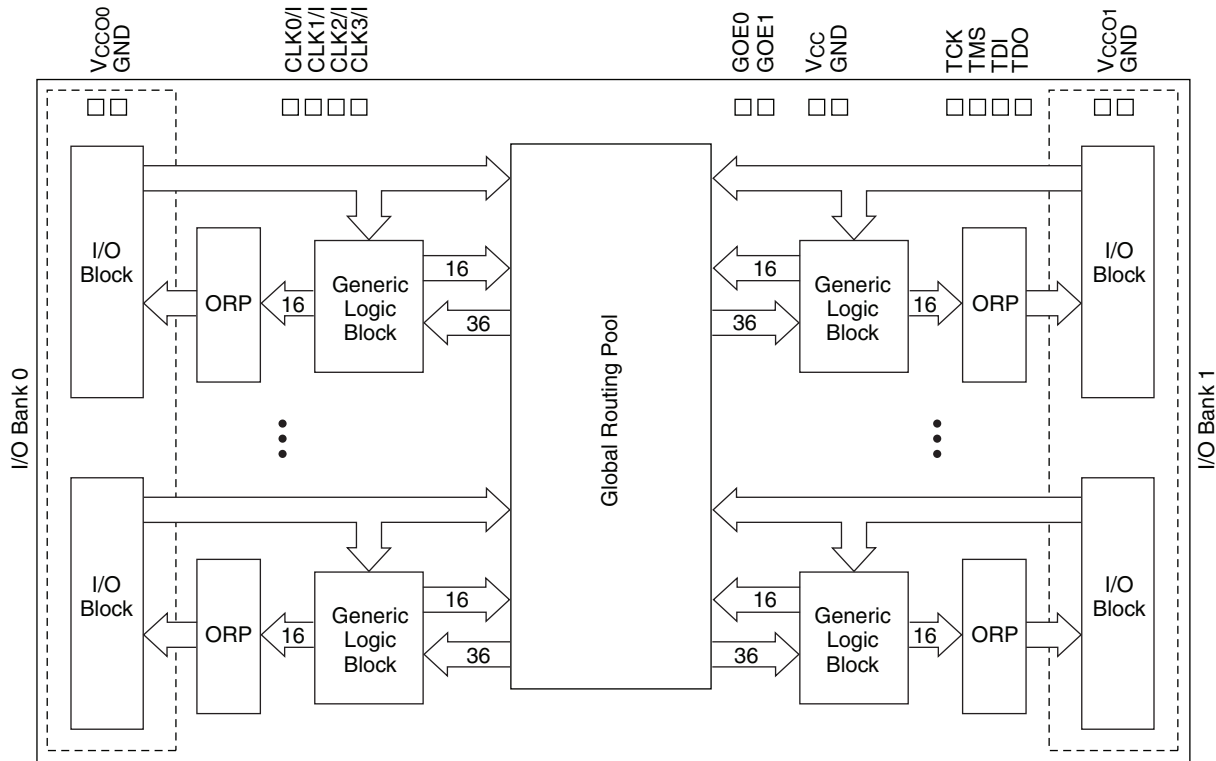 VCCO0
GND
CLK0/I
CLK1/I
CLK2/I
CLK3/I
GOE0
GOE1
VCC
GND
TCK
TMS
TDI
TDO
VCCO1
GND
I/O Bank 0
I/O
Block
ORP
16
Generic
Logic
Block
16
36
Global Routing Pool
16
36
Generic
Logic
Block
16
ORP
I/O
Block
I/O Bank 1
I/O
Block
ORP
16
Generic
Logic
Block
16
36
16
36
Generic
Logic
Block
16
ORP
I/O
Block